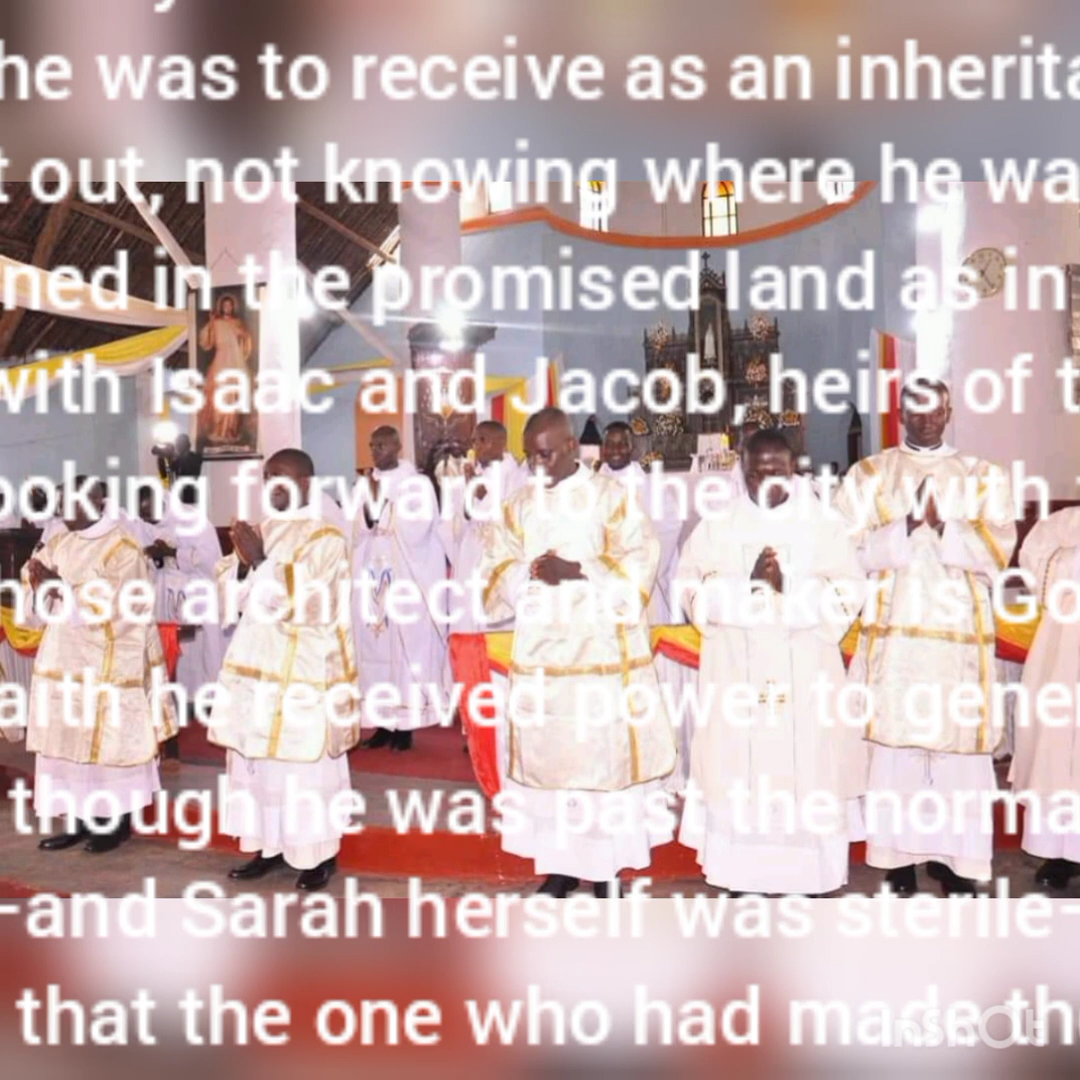 he was to receive as an inherita
t out, not knowing where he wa
ned in the promised land as in
with Isaac and Jacob, heirs of t
ooking forward to the city with
hose architect and maker is Go
aith he received power to gener
though he was past the norma
-and Sarah herself was sterile-
that the one who had made th
InShOt